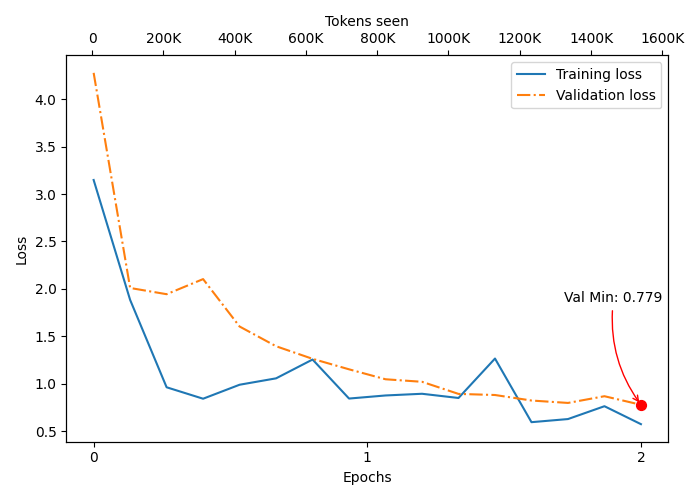 Tokens seen
0 200K 400K 600K 800K 1000K 1200K 1400K 1600K
Training loss
Validation loss
4.0
3.5
3.0
2.5
2.0
1.5
1.0
0.5
Loss
Val Min: 0.779
0 1 2
Epochs